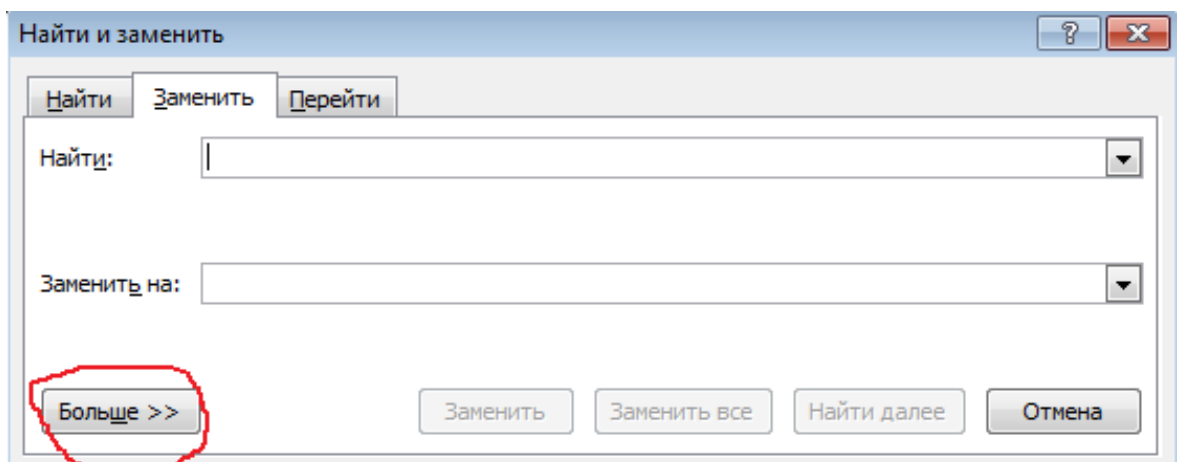 Найти и заменить
Найти Заменить Перейти
Найти:
Заменить на:
Больше >> Заменить Заменить все Найти далее Отмена